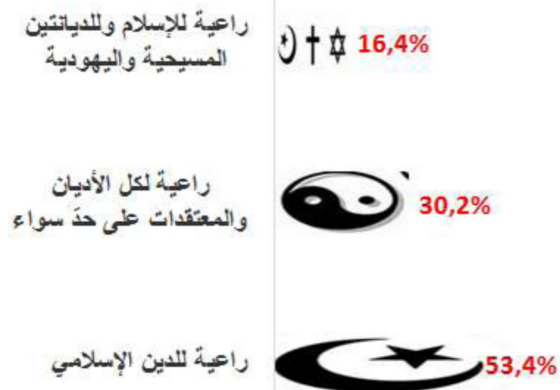 راعية للإسلام وللديانتين
المسيحية واليهودية
16,4%
راعية لكل الأديان
والمعتقدات على حدّ سواء
30,2%
راعية للدين الإسلامي
53,4%